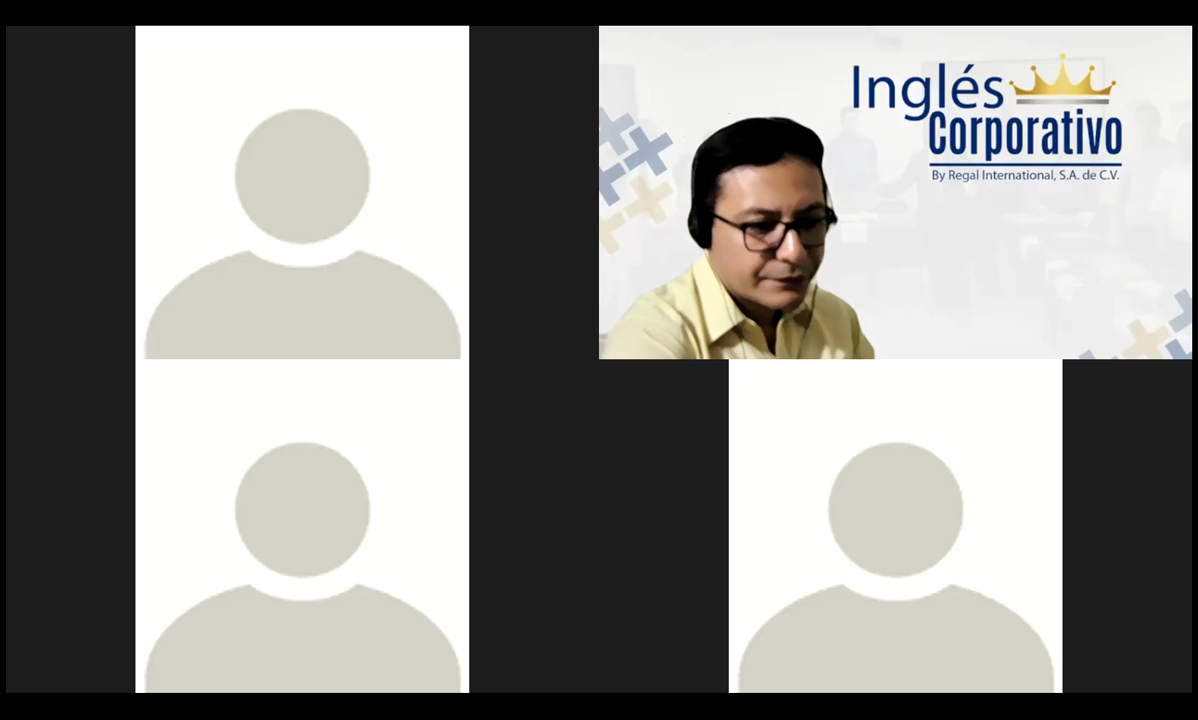 Inglés
Corporativo
By Regal International, S.A. de C.V.